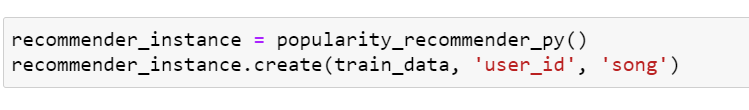 recommender_instance = popularity_recommender_py()
recommender_instance.create(train_data, 'user_id', 'song')